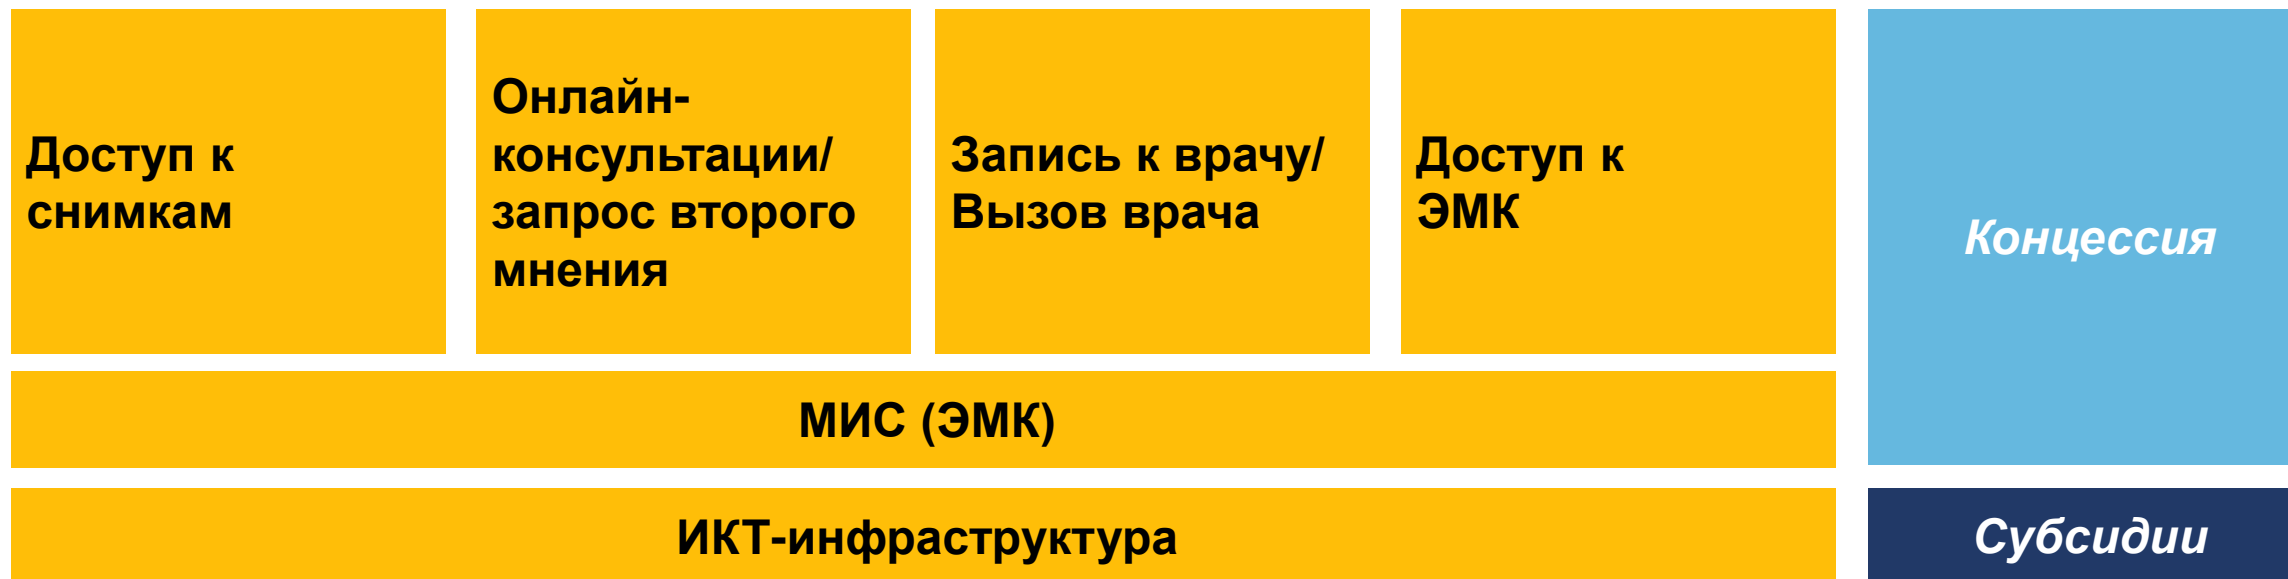 Доступ к
снимкам
Онлайн-
консультации/
запрос второго
мнения
Запись к врачу/
Вызов врача
Доступ к
ЭМК
Концессия
МИС (ЭМК)
ИКТ-инфраструктура
Субсидии